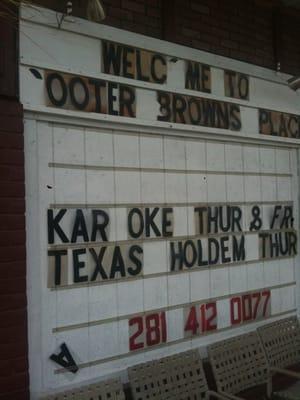 WELC ME TO
`OOTER BROWNS PLAC
KAR OKE THUR & FR
TEXAS HOLDEM THUR
281 412 0077
A